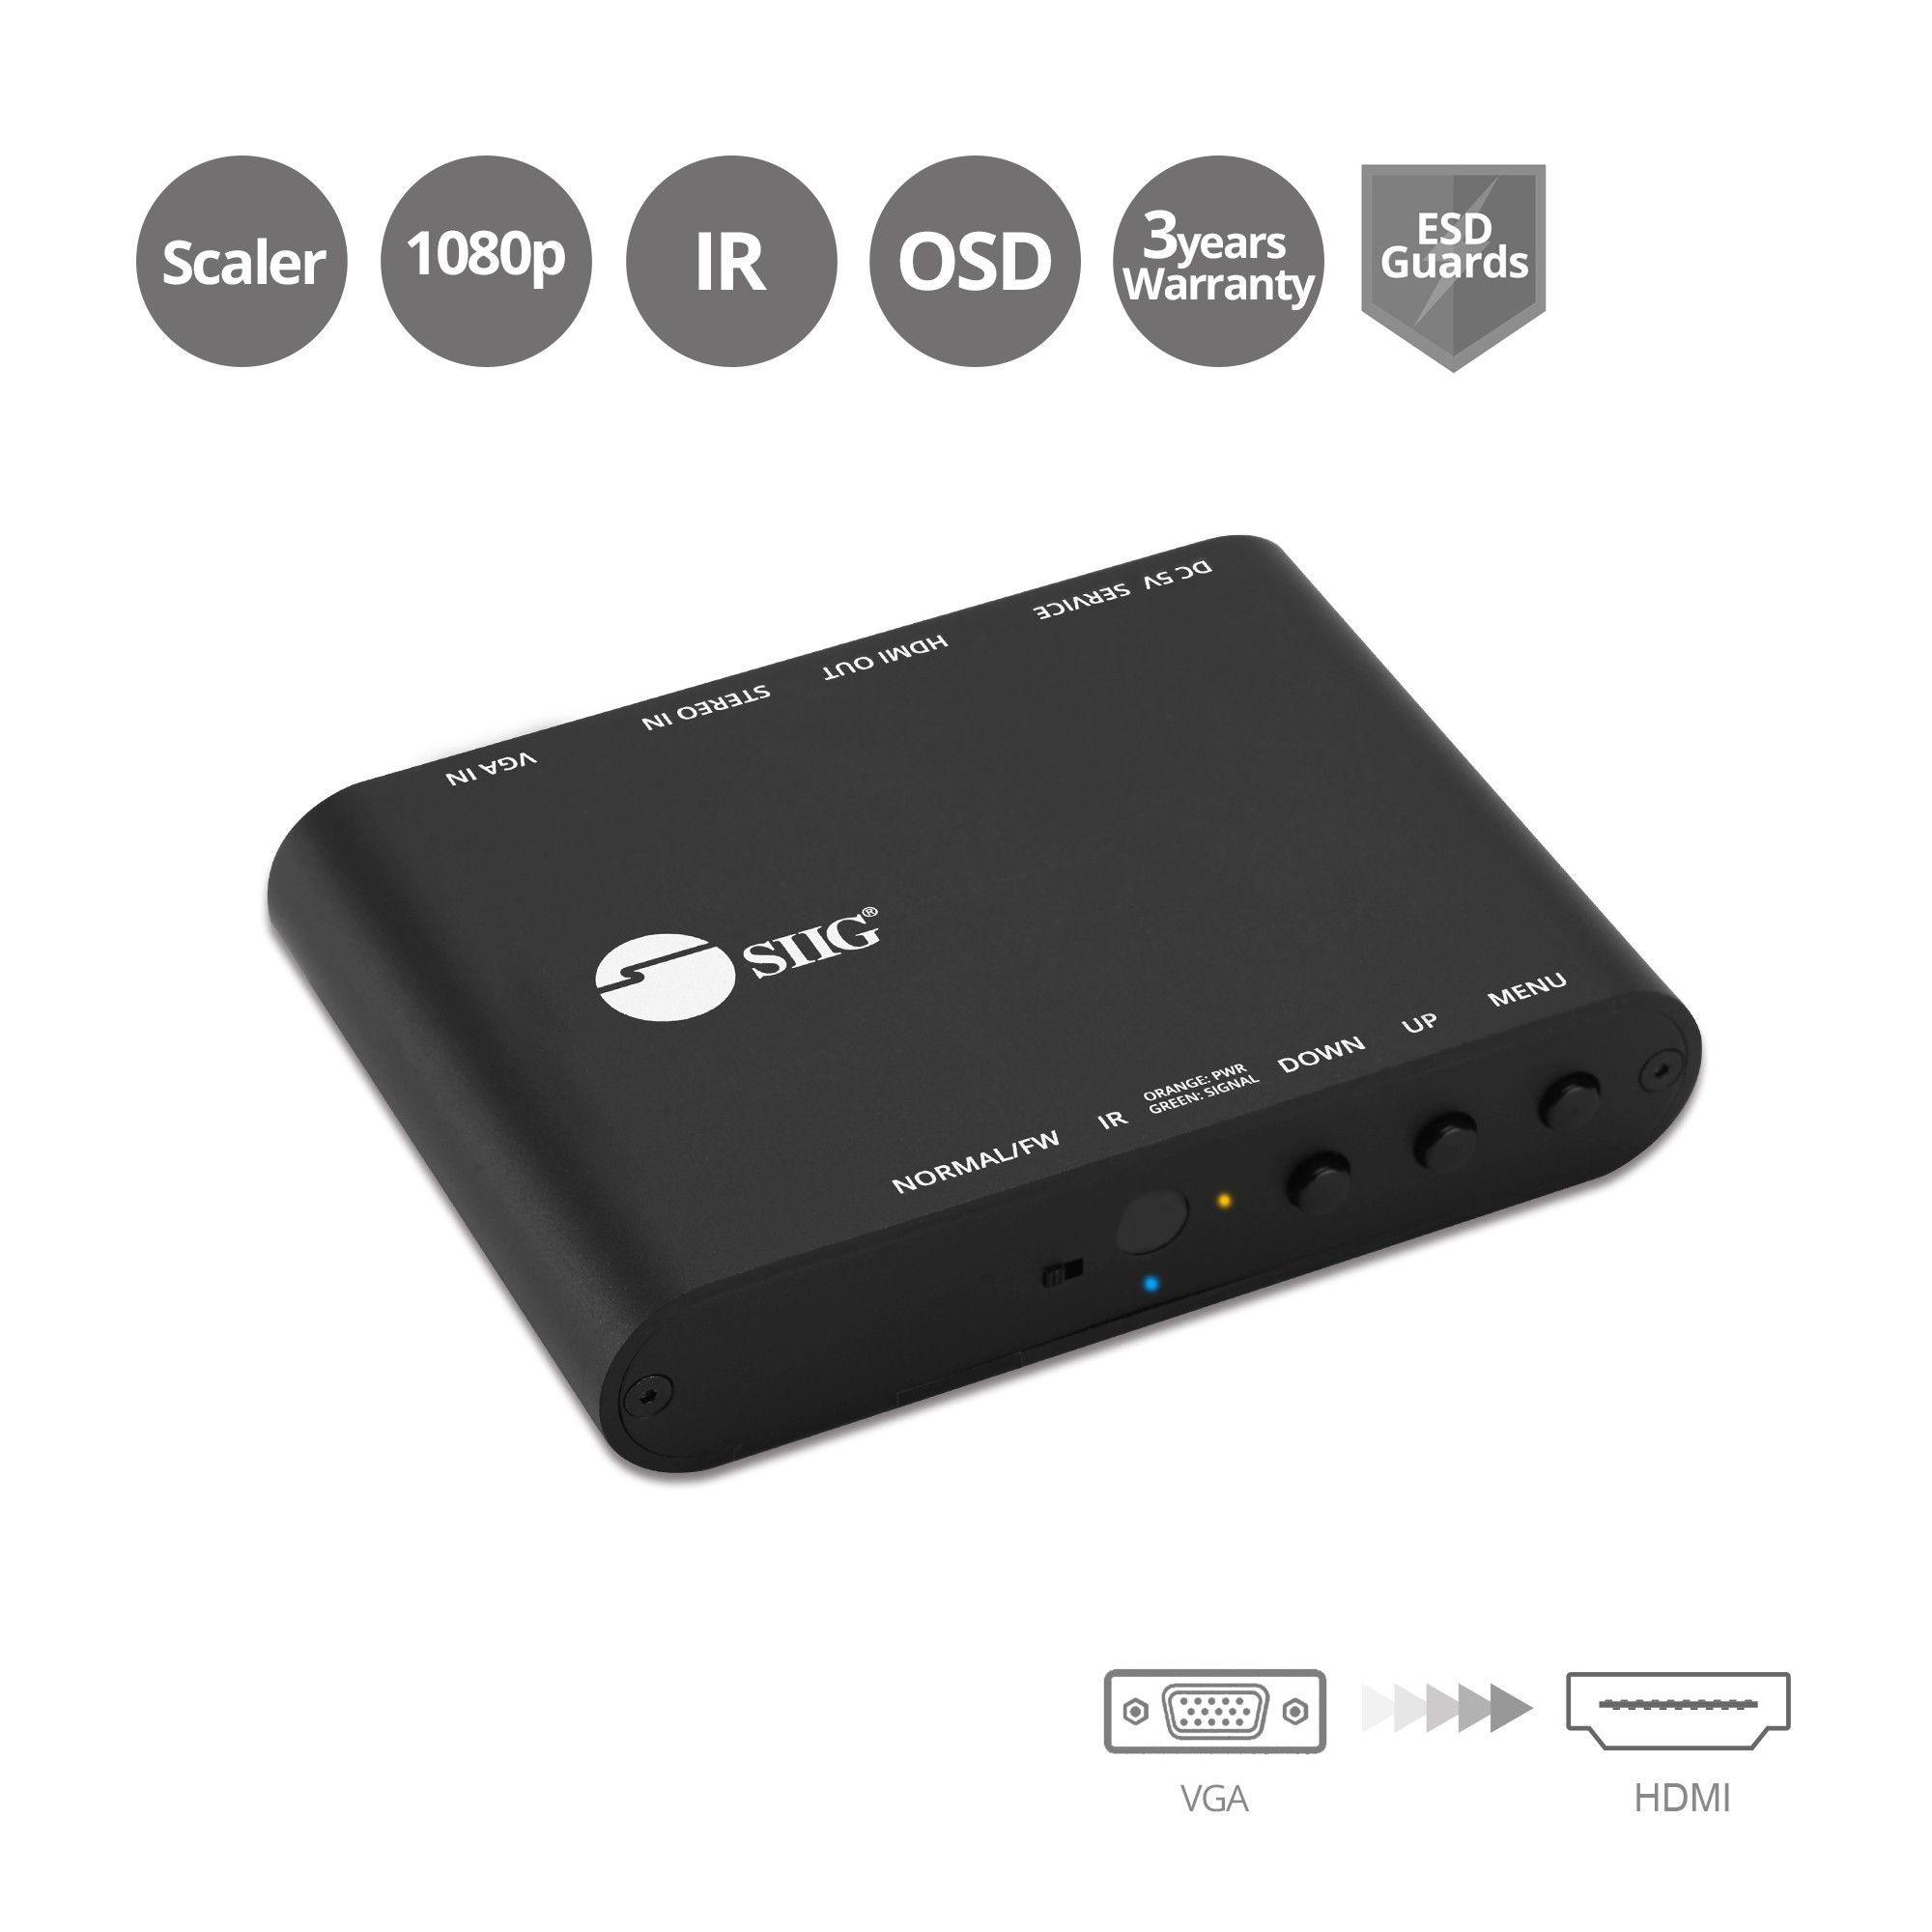 Scaler
1080p
IR
OSD
3years
Warranty
ESD
Guards
DC 5V
SERVICE
HDMI OUT
STEREO IN
VGA IN
SIIG®
NORMAL/FW
IR
ORANGE: PWR
GREEN: SIGNAL
DOWN
UP
MENU
VGA
HDMI